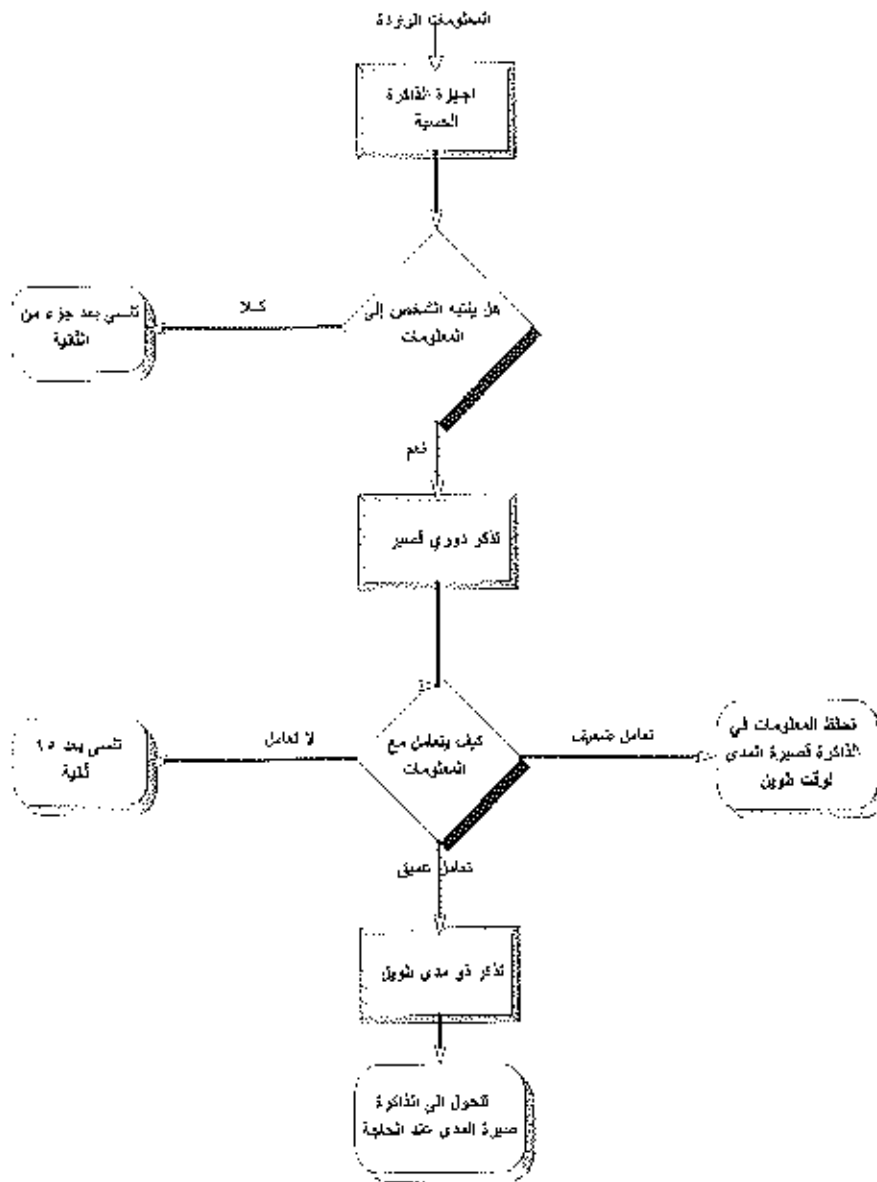 المعلومات الواردة
اجهزة الذاكرة
الحسية
هل ينتبه الشخص إلى
المعلومات
كلا
تنسى بعد جزء من
الثانية
نعم
تذكر دوري قصير
كيف يتعامل مع
المعلومات
لا تعامل
تنسى بعد ١٥
ثانية
تعامل ضعيف
تحفظ المعلومات في
الذاكرة قصيرة المدى
لوقت طويل
تعامل عميق
تذكر ذو مدى طويل
تتحول الى الذاكرة
صيرة المدى عند الحاجة